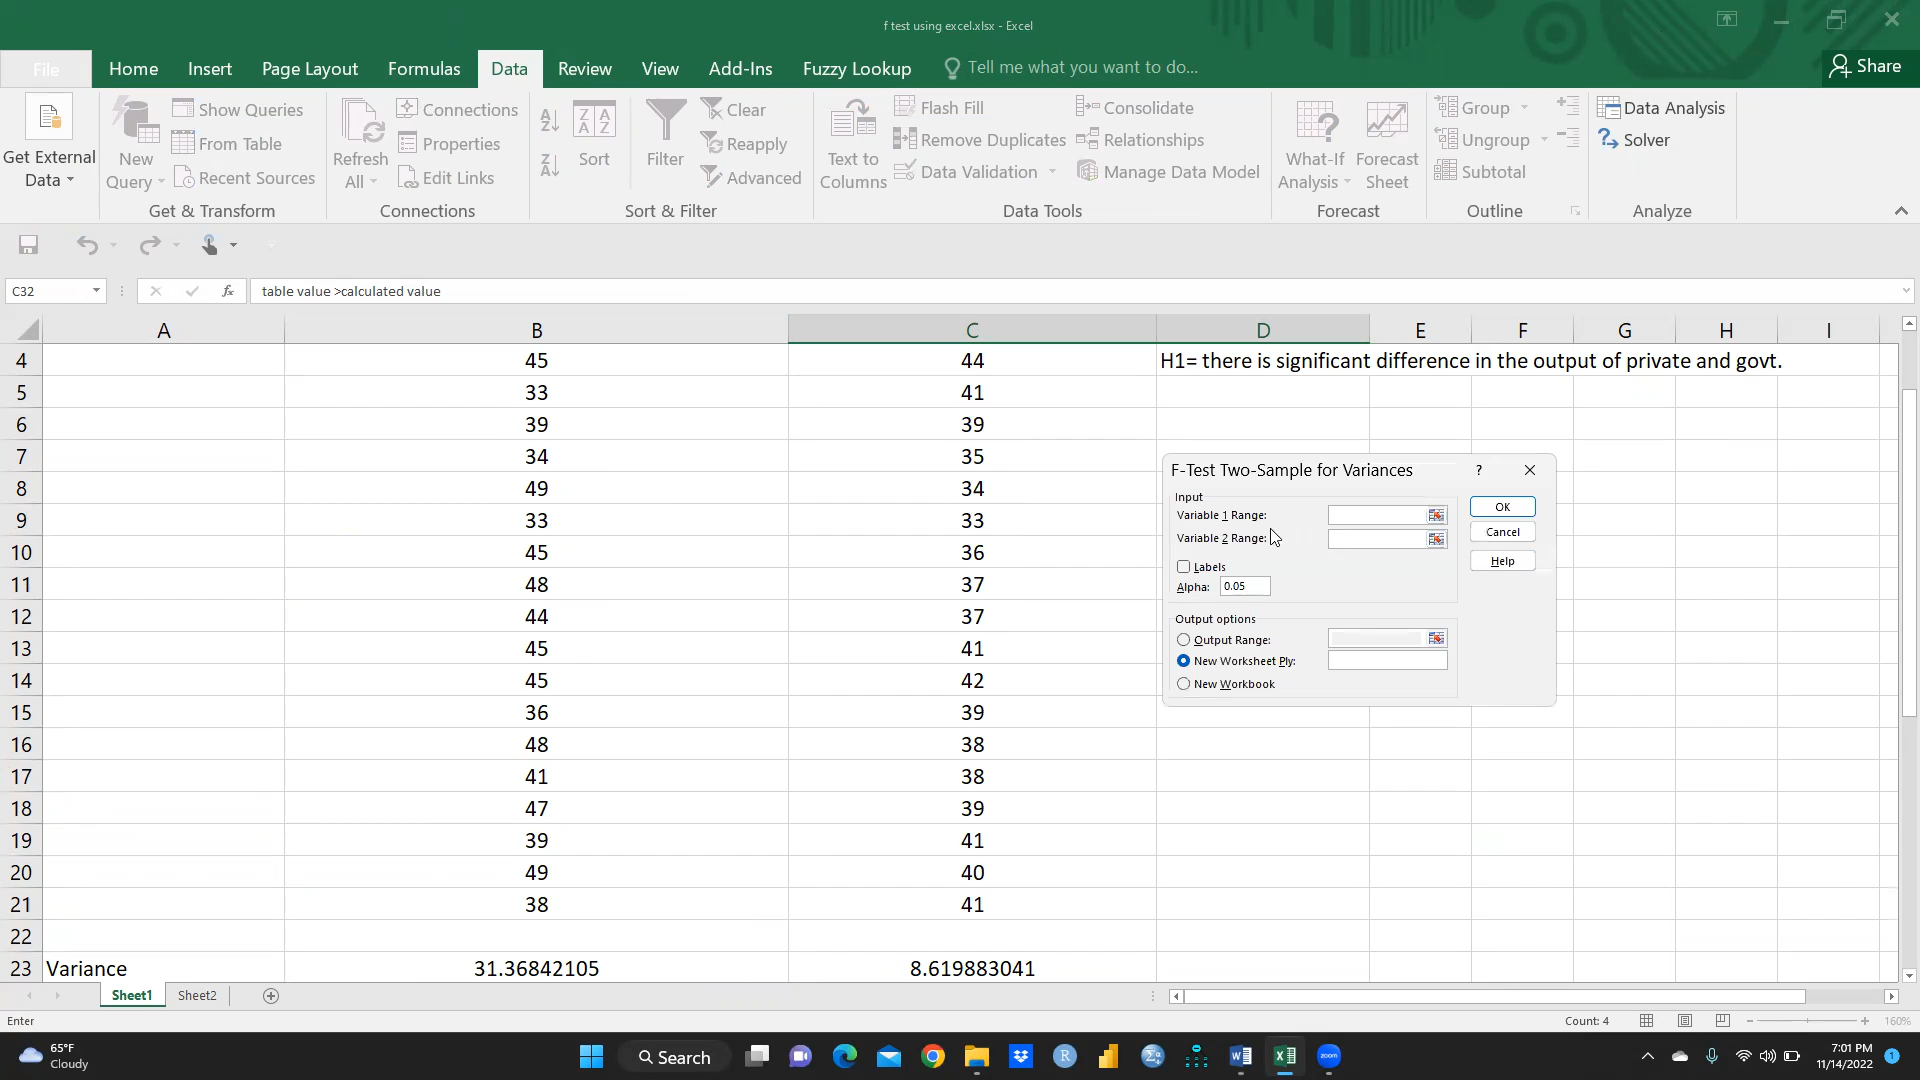 f test using excel.xlsx - Excel
File Home Insert Page Layout Formulas Data Review View Add-Ins Fuzzy Lookup Tell me what you want to do... Share
Get External Data
New Query
Show Queries
From Table
Recent Sources
Get & Transform
Refresh All
Connections
Properties
Edit Links
Connections
Sort
Filter
Clear
Reapply
Advanced
Sort & Filter
Text to Columns
Flash Fill
Remove Duplicates
Data Validation
Consolidate
Relationships
Manage Data Model
Data Tools
What-If Analysis
Forecast Sheet
Forecast
Group
Ungroup
Subtotal
Outline
Data Analysis
Solver
Analyze
C32 fx table value >calculated value
A B C D E F G H I
4 45 44 H1= there is significant difference in the output of private and govt.
5 33 41
6 39 39
7 34 35
8 49 34
9 33 33
10 45 36
11 48 37
12 44 37
13 45 41
14 45 42
15 36 39
16 48 38
17 41 38
18 47 39
19 39 41
20 49 40
21 38 41
22
23 Variance 31.36842105 8.619883041
F-Test Two-Sample for Variances ?
Input
Variable 1 Range:
Variable 2 Range:
Labels
Alpha: 0.05
OK
Cancel
Help
Output options
Output Range:
New Worksheet Ply:
New Workbook
Sheet1 Sheet2
Enter Count: 4 160%
65°F
Cloudy
Search
zoom
7:01 PM
11/14/2022
1